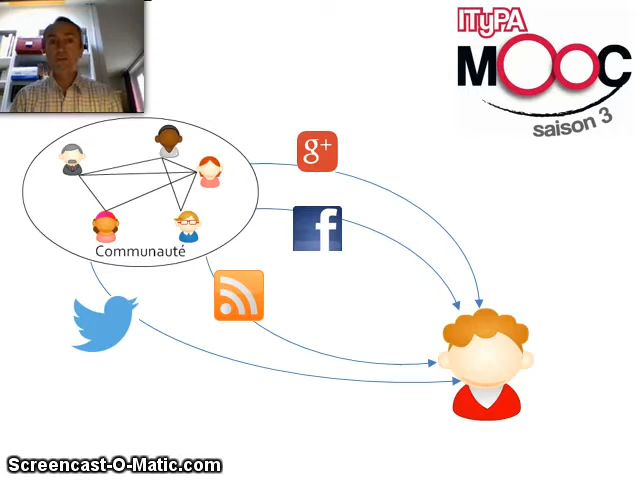 ITyPA
MOOC
saison 3
g+
f
Communauté
Screencast-O-Matic.com